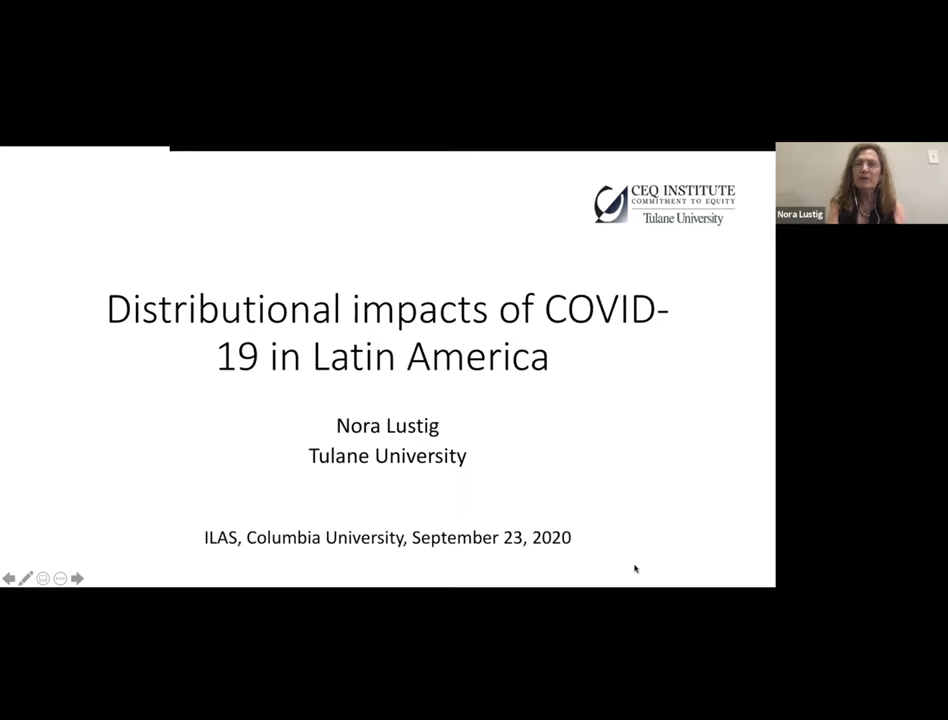 CEQ INSTITUTE
COMMITMENT TO EQUITY
Tulane University
Nora Lustig
Distributional impacts of COVID-
19 in Latin America
Nora Lustig
Tulane University
ILAS, Columbia University, September 23, 2020